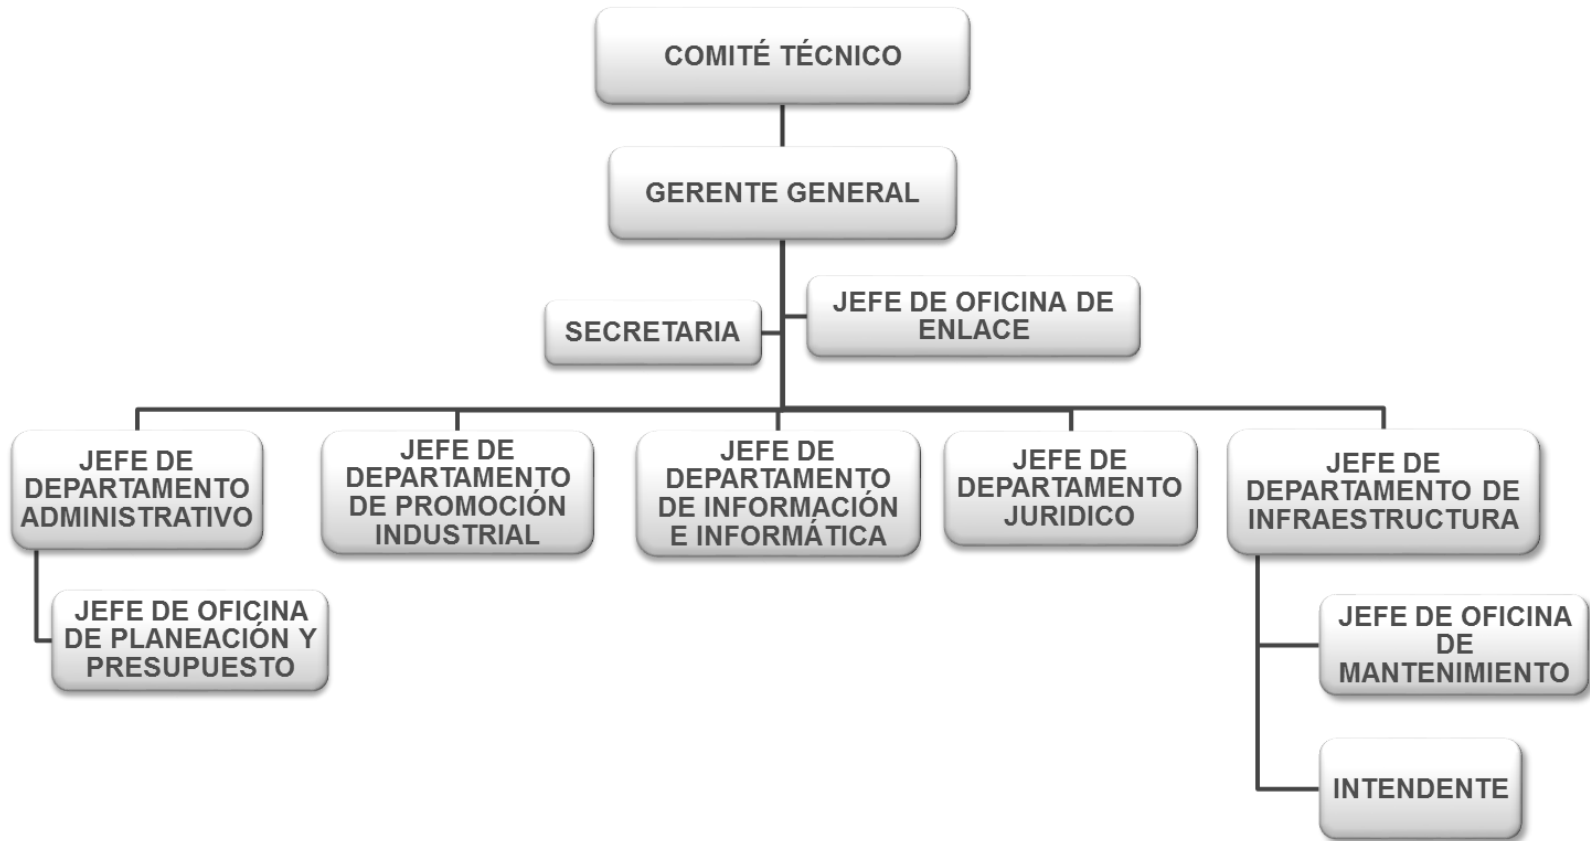 COMITÉ TÉCNICO
GERENTE GENERAL
SECRETARIA
JEFE DE OFICINA DE
ENLACE
JEFE DE
DEPARTAMENTO
ADMINISTRATIVO
JEFE DE
DEPARTAMENTO
DE PROMOCIÓN
INDUSTRIAL
JEFE DE
DEPARTAMENTO
DE INFORMACIÓN
E INFORMÁTICA
JEFE DE
DEPARTAMENTO
JURIDICO
JEFE DE
DEPARTAMENTO DE
INFRAESTRUCTURA
JEFE DE OFICINA
DE PLANEACIÓN Y
PRESUPUESTO
JEFE DE OFICINA
DE
MANTENIMIENTO
INTENDENTE